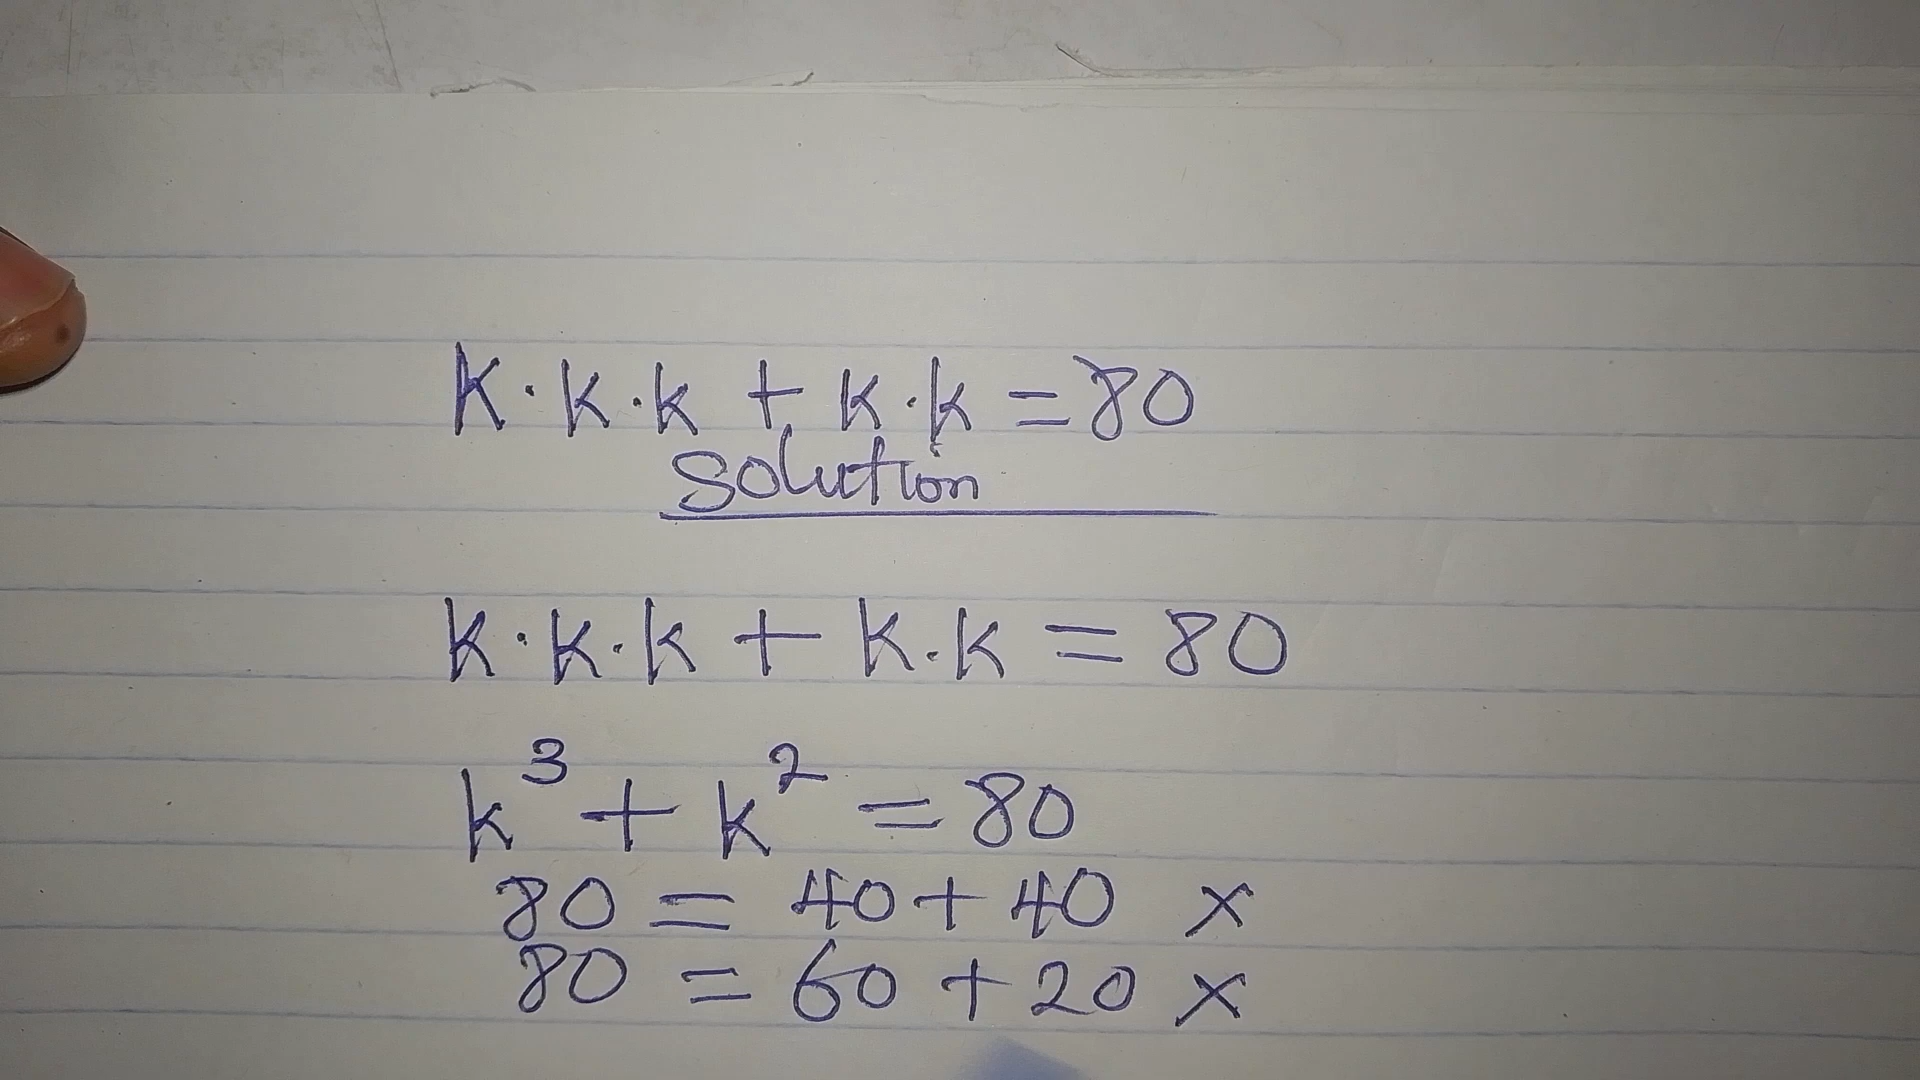 K·K·k + k·k = 80
Solution
k·k·k + k.k = 80
k³ + k² = 80
80 = 40 + 40 ×
80 = 60 + 20 ×